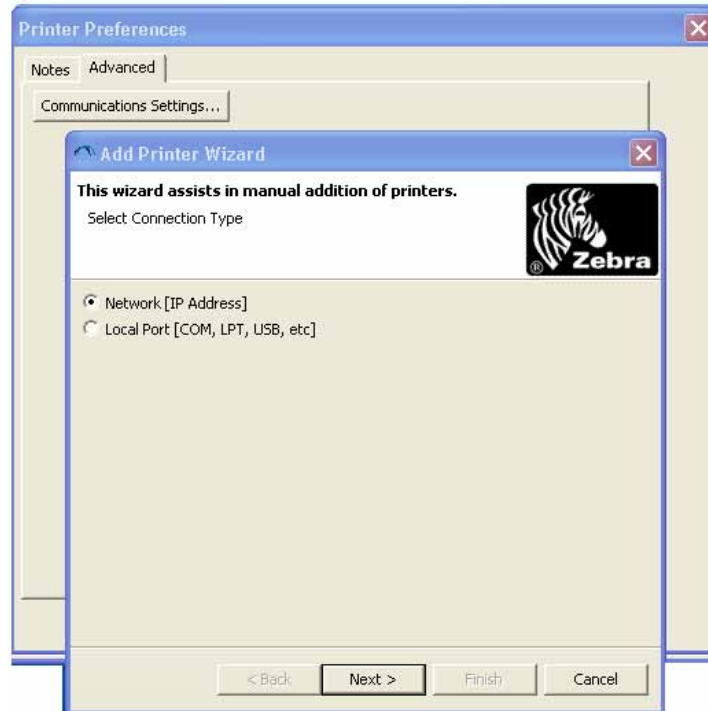 Printer Preferences
Notes Advanced
Communications Settings...
Add Printer Wizard
This wizard assists in manual addition of printers.
Select Connection Type
® Zebra
Network [IP Address]
Local Port [COM, LPT, USB, etc]
< Back Next > Finish Cancel